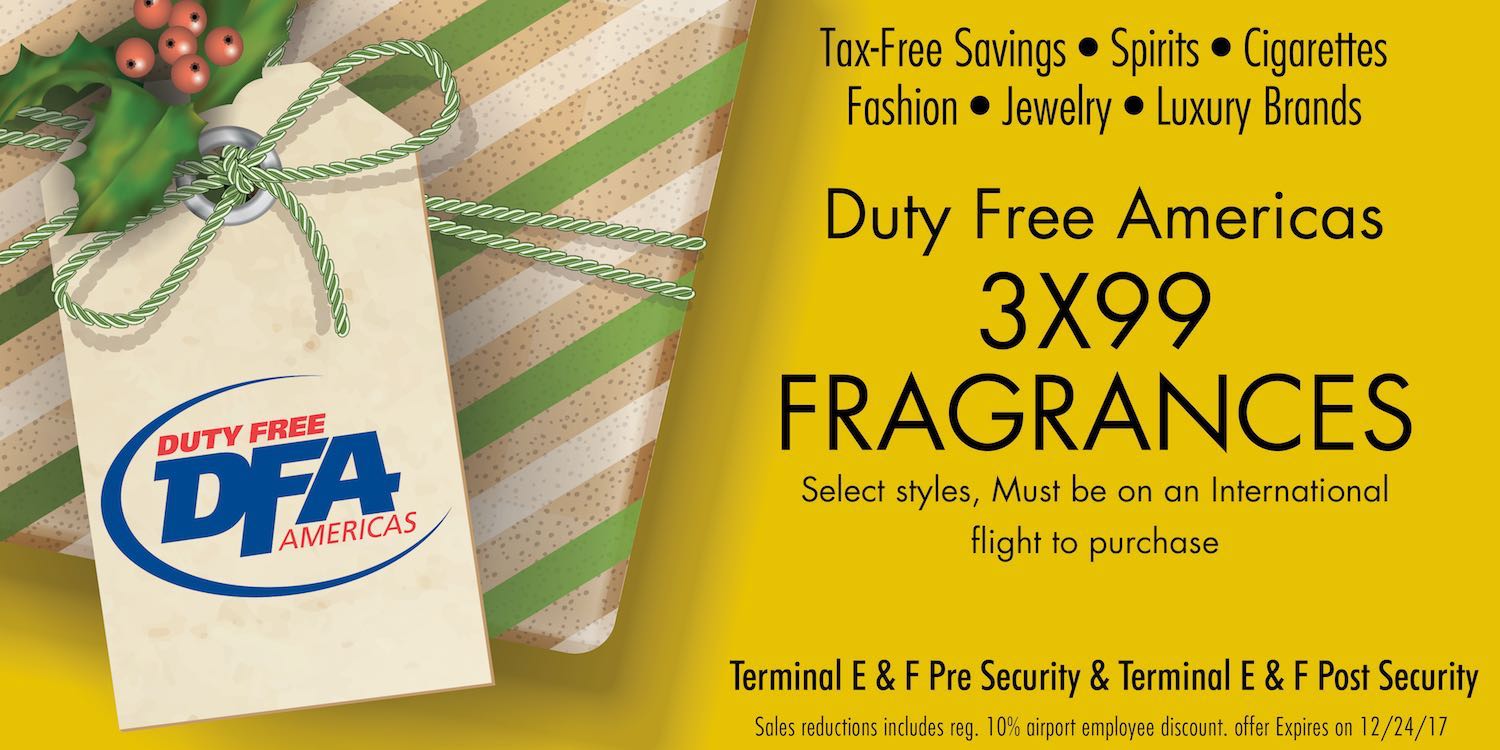 DUTY FREE
DFA
AMERICAS
Tax-Free Savings • Spirits • Cigarettes
Fashion • Jewelry • Luxury Brands
Duty Free Americas
3X99
FRAGRANCES
Select styles, Must be on an International
flight to purchase
Terminal E & F Pre Security & Terminal E & F Post Security
Sales reductions includes reg. 10% airport employee discount. offer Expires on 12/24/17